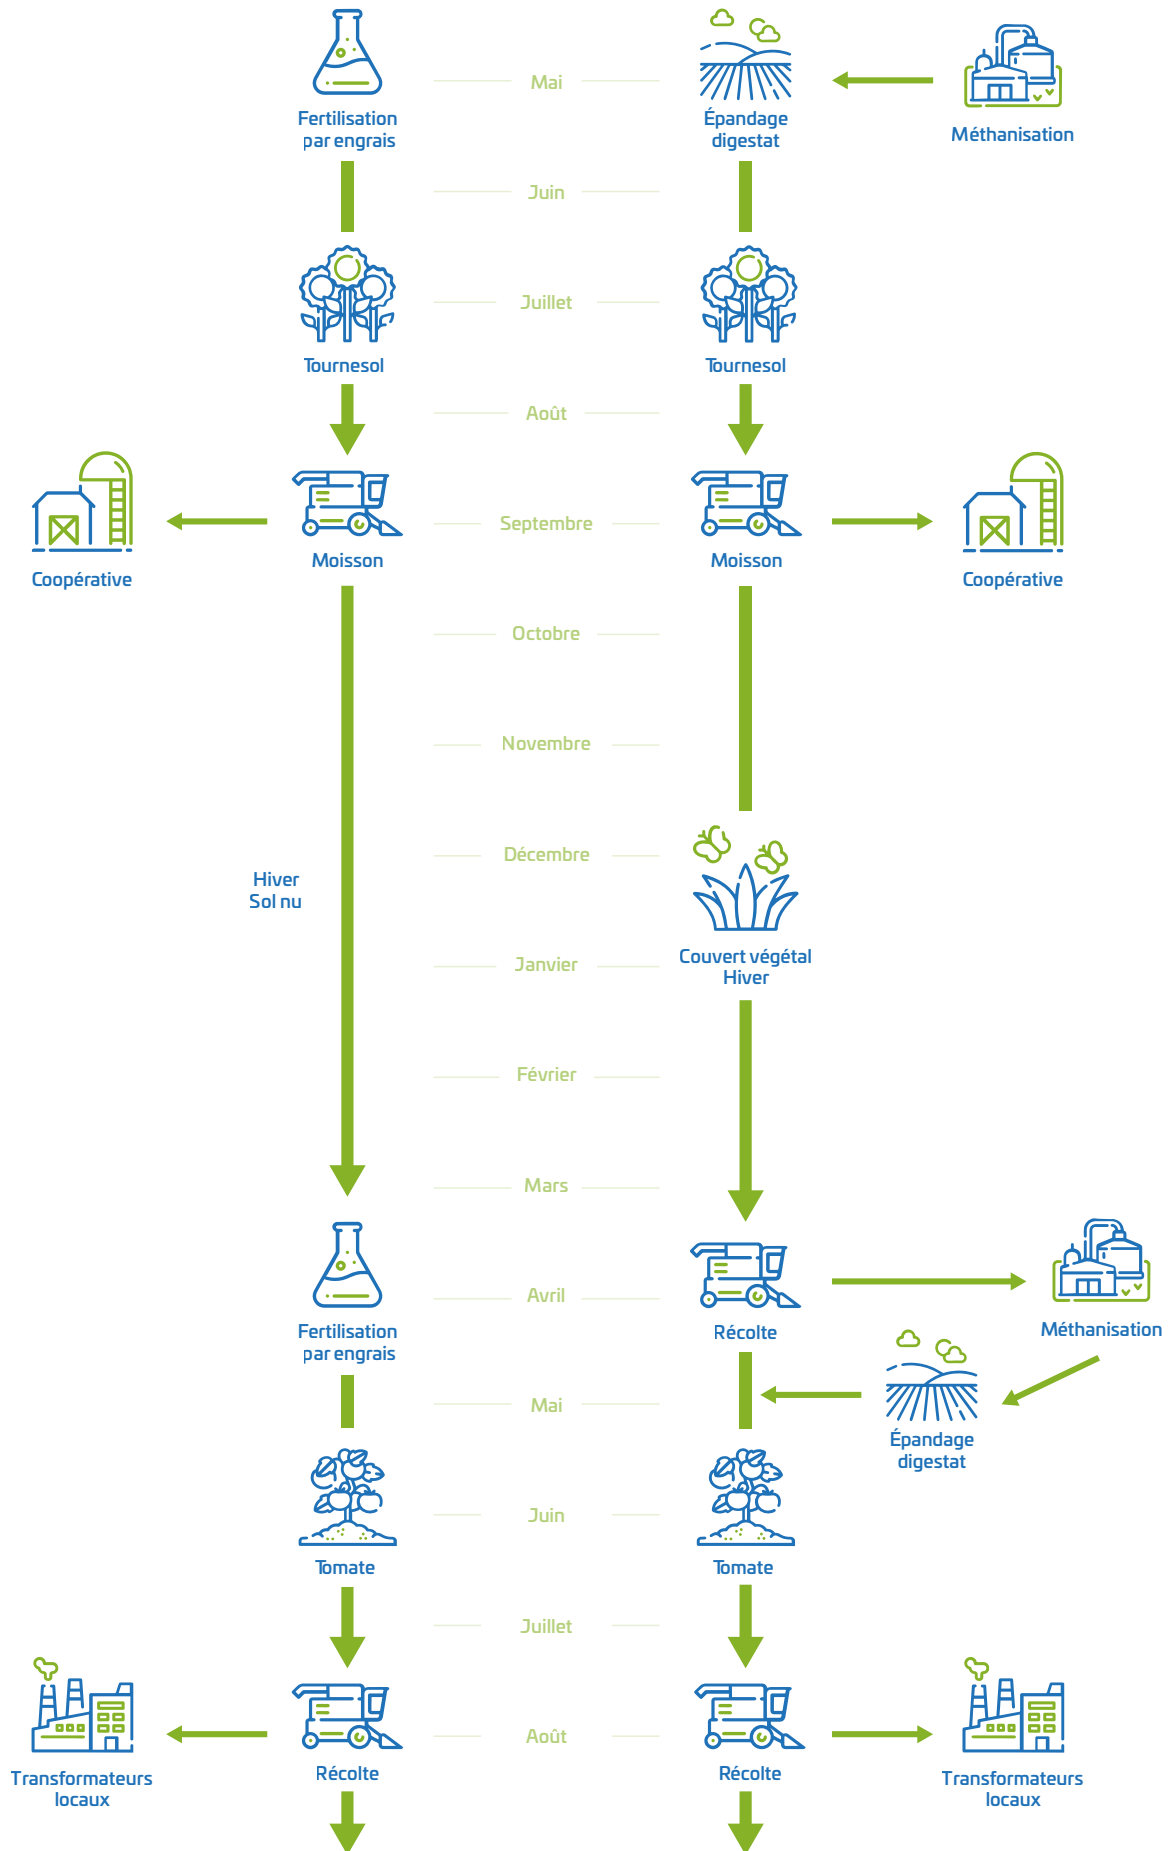 Mai
Fertilisation
par engrais
Épandage
digestat
Méthanisation
Juin
Juillet
Tournesol
Tournesol
Août
Septembre
Moisson
Moisson
Coopérative
Coopérative
Octobre
Novembre
Décembre
Hiver
Sol nu
Couvert végétal
Hiver
Janvier
Février
Mars
Avril
Fertilisation
par engrais
Récolte
Méthanisation
Mai
Épandage
digestat
Juin
Tomate
Tomate
Juillet
Août
Récolte
Récolte
Transformateurs
locaux
Transformateurs
locaux